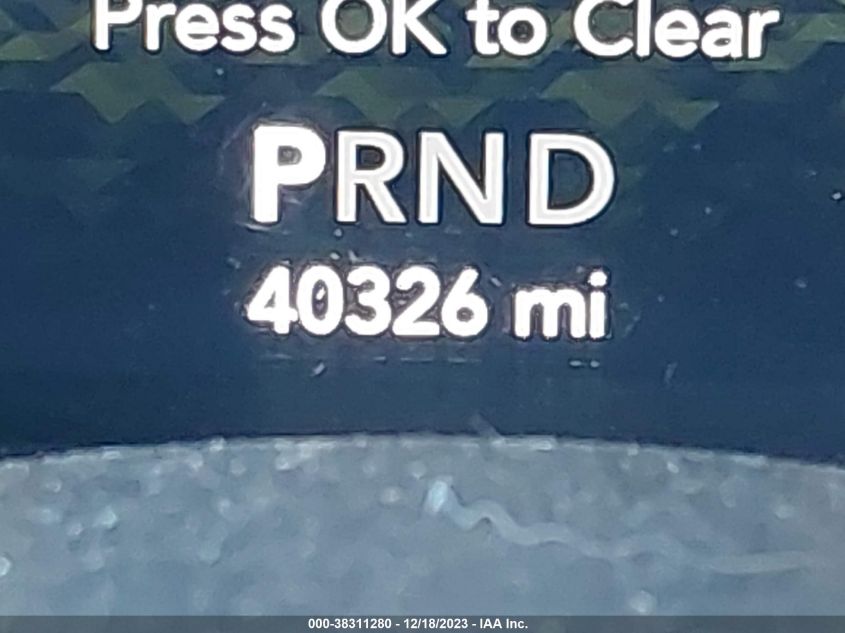 Press OK to Clear
PRND
40326 mi
000-38311280 - 12/18/2023 - IAA Inc.